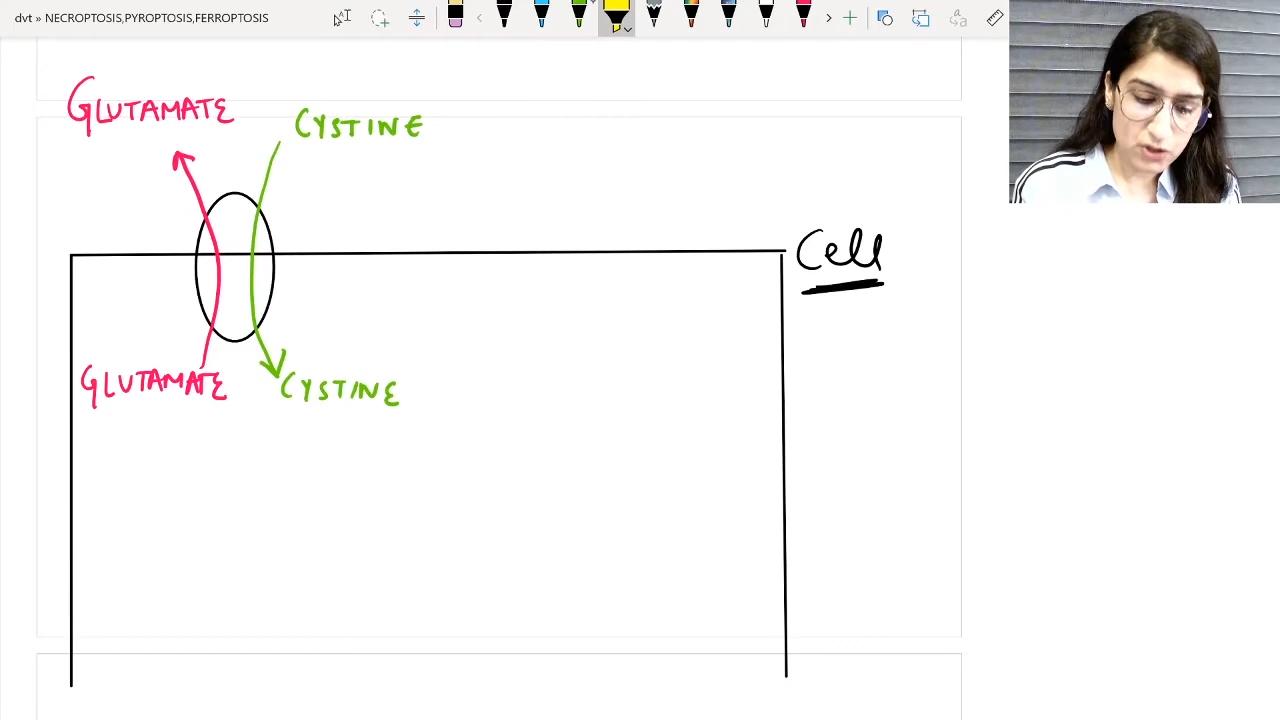 dvt » NECROPTOSIS,PYROPTOSIS,FERROPTOSIS
GLUTAMATE
CYSTINE
Cell
GLUTAMATE
CYSTINE